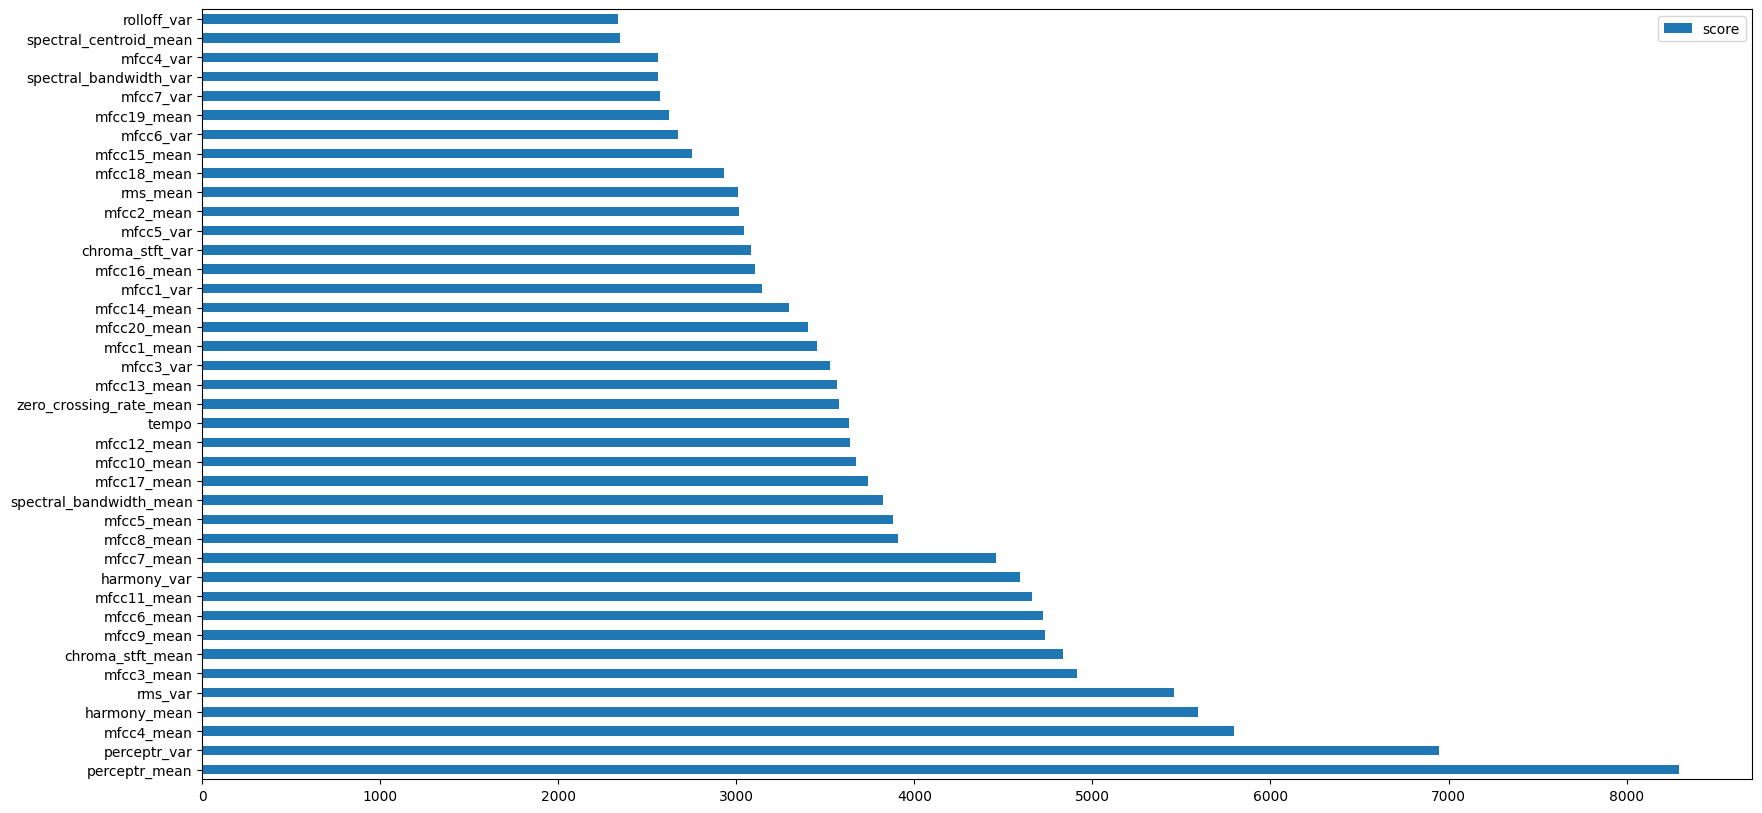 score
rolloff_var
spectral_centroid_mean
mfcc4_var
spectral_bandwidth_var
mfcc7_var
mfcc19_mean
mfcc6_var
mfcc15_mean
mfcc18_mean
rms_mean
mfcc2_mean
mfcc5_var
chroma_stft_var
mfcc16_mean
mfcc1_var
mfcc14_mean
mfcc20_mean
mfcc1_mean
mfcc3_var
mfcc13_mean
zero_crossing_rate_mean
tempo
mfcc12_mean
mfcc10_mean
mfcc17_mean
spectral_bandwidth_mean
mfcc5_mean
mfcc8_mean
mfcc7_mean
harmony_var
mfcc11_mean
mfcc6_mean
mfcc9_mean
chroma_stft_mean
mfcc3_mean
rms_var
harmony_mean
mfcc4_mean
perceptr_var
perceptr_mean
0 1000 2000 3000 4000 5000 6000 7000 8000